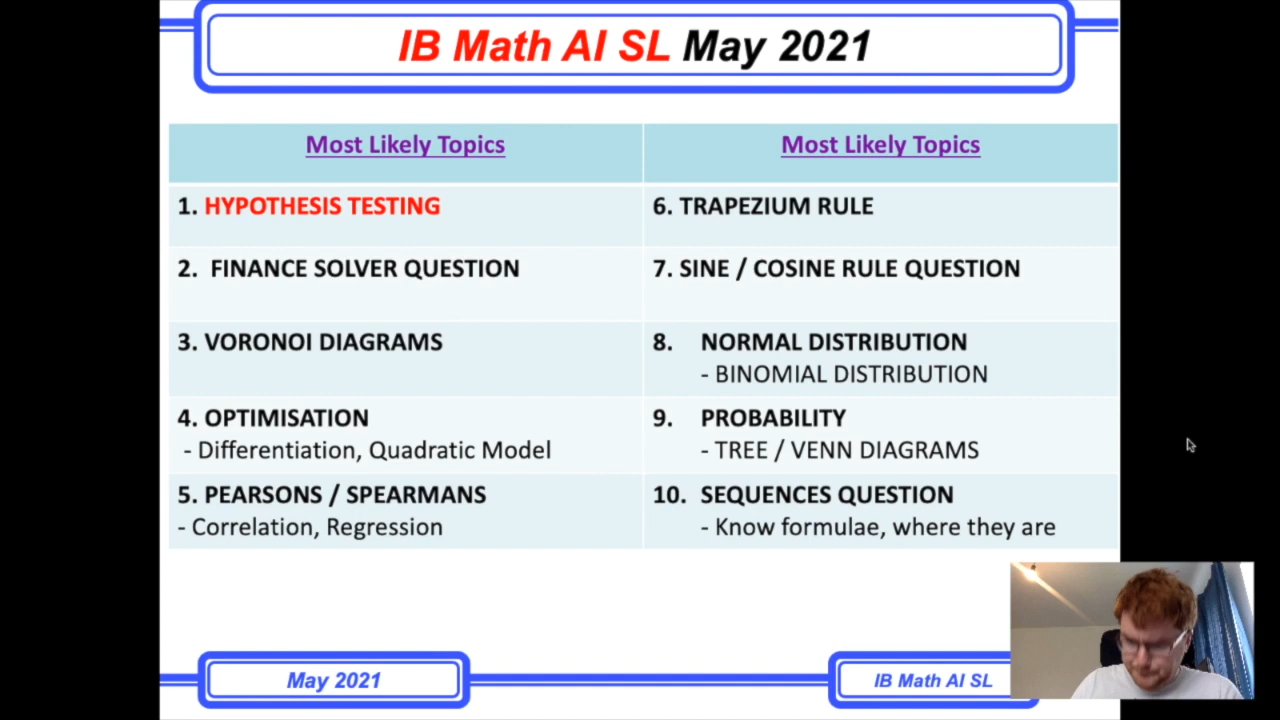 IB Math AI SL May 2021
Most Likely Topics
Most Likely Topics
1. HYPOTHESIS TESTING
6. TRAPEZIUM RULE
2. FINANCE SOLVER QUESTION
7. SINE / COSINE RULE QUESTION
3. VORONOI DIAGRAMS
8. NORMAL DISTRIBUTION
- BINOMIAL DISTRIBUTION
4. OPTIMISATION
- Differentiation, Quadratic Model
9. PROBABILITY
- TREE / VENN DIAGRAMS
5. PEARSONS / SPEARMANS
- Correlation, Regression
10. SEQUENCES QUESTION
- Know formulae, where they are
May 2021
IB Math AI SL